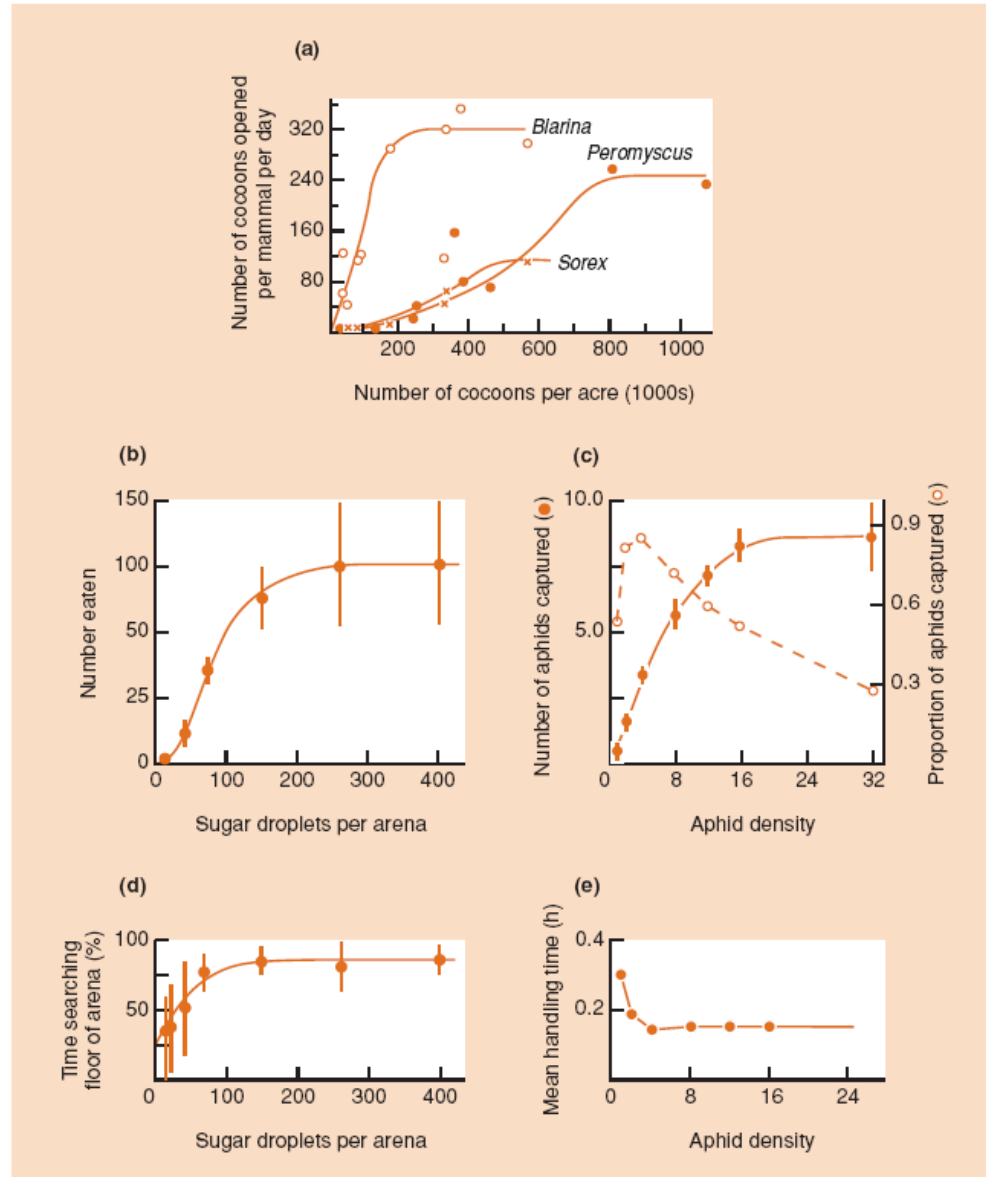 (a)
Number of cocoons opened
per mammal per day
320
240
160
80
Blarina
Peromyscus
Sorex
200 400 600 800 1000
Number of cocoons per acre (1000s)
(b)
Number eaten
150
100
50
25
0
0 100 200 300 400
Sugar droplets per arena
(c)
Number of aphids captured ( )
10.0
5.0
0 8 16 24 32
Aphid density
0.9
0.6
0.3
Proportion of aphids captured ( )
(d)
Time searching
floor of arena (%)
100
50
0 100 200 300 400
Sugar droplets per arena
(e)
Mean handling time (h)
0.4
0.2
0 8 16 24
Aphid density